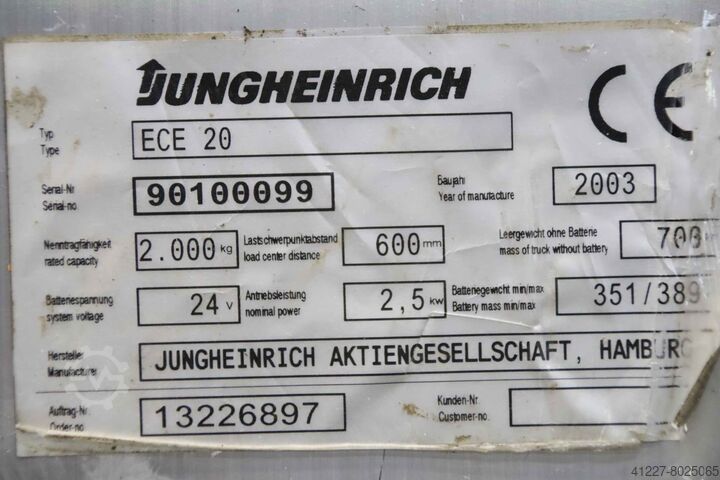 JUNGHEINRICH
CE
Typ
Type
ECE 20
Serial-Nr
Serial-no.
90100099
Baujahr
Year of manufacture
2003
Nenntragfähigkeit
rated capacity
2.000 kg
Lastschwerpunktabstand
load center distance
600 mm
Leergewicht ohne Batterie
mass of truck without battery
Batteriespannung
system voltage
24 v
Antriebsleistung
nominal power
2,5 kw
Batteriegewicht min/max
Battery mass min/max
351/389
Hersteller
Manufacturer
JUNGHEINRICH AKTIENGESELLSCHAFT, HAMBURG
Auftrag-Nr.
Order-no.
13226897
Kunden-Nr.
Customer-no.
41227-8025065